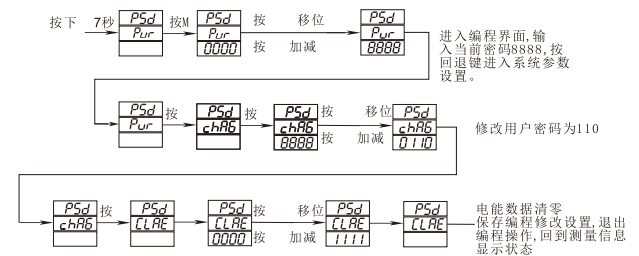 PSd PSd 按 移位 PSd
按下 7秒 Pur 按M Pur Pur
0000 按 加减 8888
进入编程界面,输
入当前密码8888,按
回退键进入系统参数
设置。
PSd 按 PSd 按 PSd 按 移位 PSd
Pur chAG chAG chAG
8888 按 加减 0110
修改用户密码为110
PSd 按 PSd PSd 按 移位 PSd PSd
chAG CLAE CLAE CLAE CLAE
0000 按 加减 1111
电能数据清零
保存编程修改设置,退出
编程操作,回到测量信息
显示状态